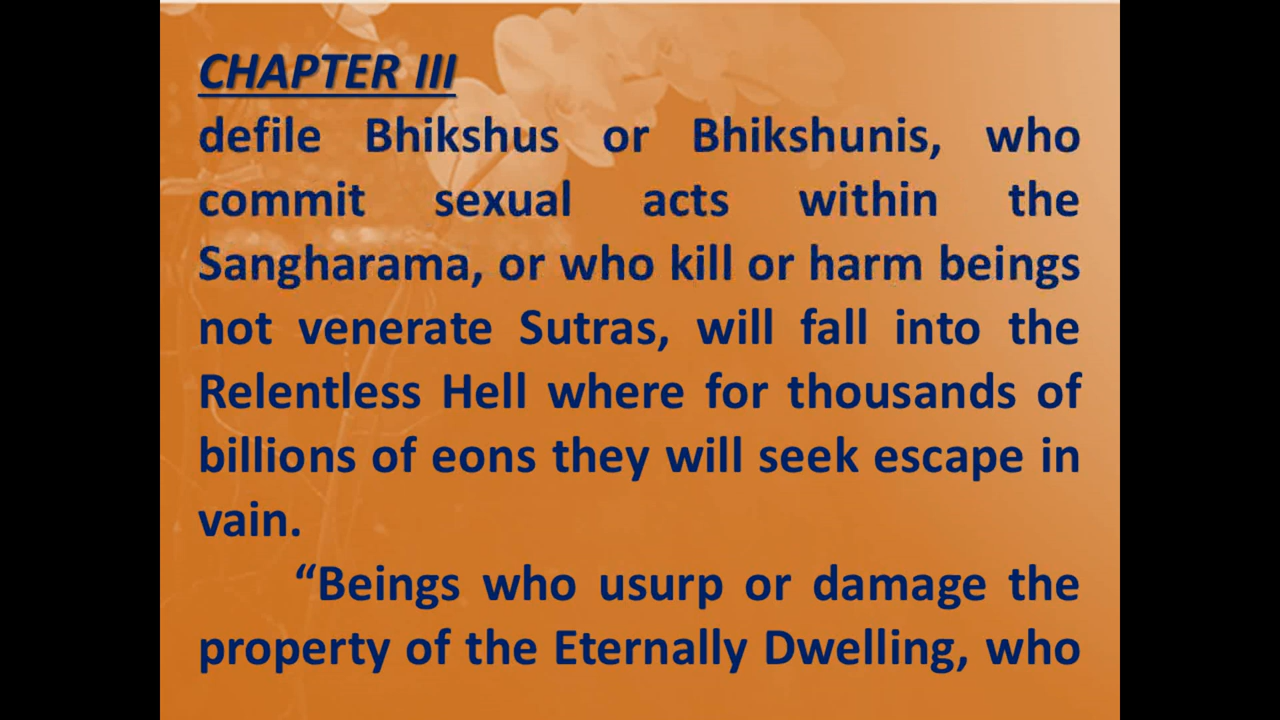 CHAPTER III
defile Bhikshus or Bhikshunis, who
commit sexual acts within the
Sangharama, or who kill or harm beings
not venerate Sutras, will fall into the
Relentless Hell where for thousands of
billions of eons they will seek escape in
vain.
“Beings who usurp or damage the
property of the Eternally Dwelling, who